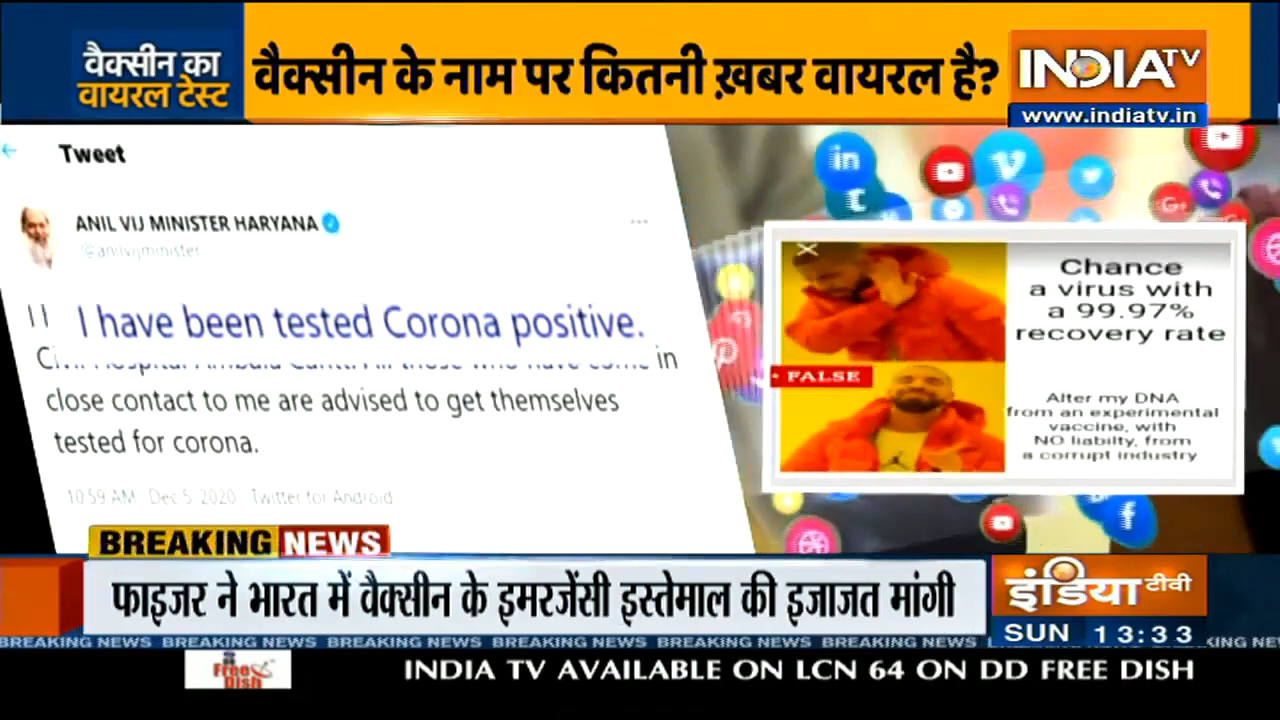 वैक्सीन का
वायरल टेस्ट
वैक्सीन के नाम पर कितनी ख़बर वायरल है?
INDIA TV
www.indiatv.in
Tweet
ANIL VIJ MINISTER HARYANA
@anilvijminister
I have been tested Corona positive.
in
close contact to me are advised to get themselves
tested for corona.
10:59 AM Dec 5, 2020 Twitter for Android
Chance
a virus with
a 99.97%
recovery rate
FALSE
Alter my DNA
from an experimental
vaccine, with
NO liabilty, from
a corrupt industry
BREAKING NEWS
फाइजर ने भारत में वैक्सीन के इमरजेंसी इस्तेमाल की इजाजत मांगी
इंडिया टीवी
SUN 13:33
BREAKING NEWS BREAKING NEWS BREAKING NEWS BREAKING NEWS BREAKING NEWS BREAKING NEWS
Free Dish
INDIA TV AVAILABLE ON LCN 64 ON DD FREE DISH